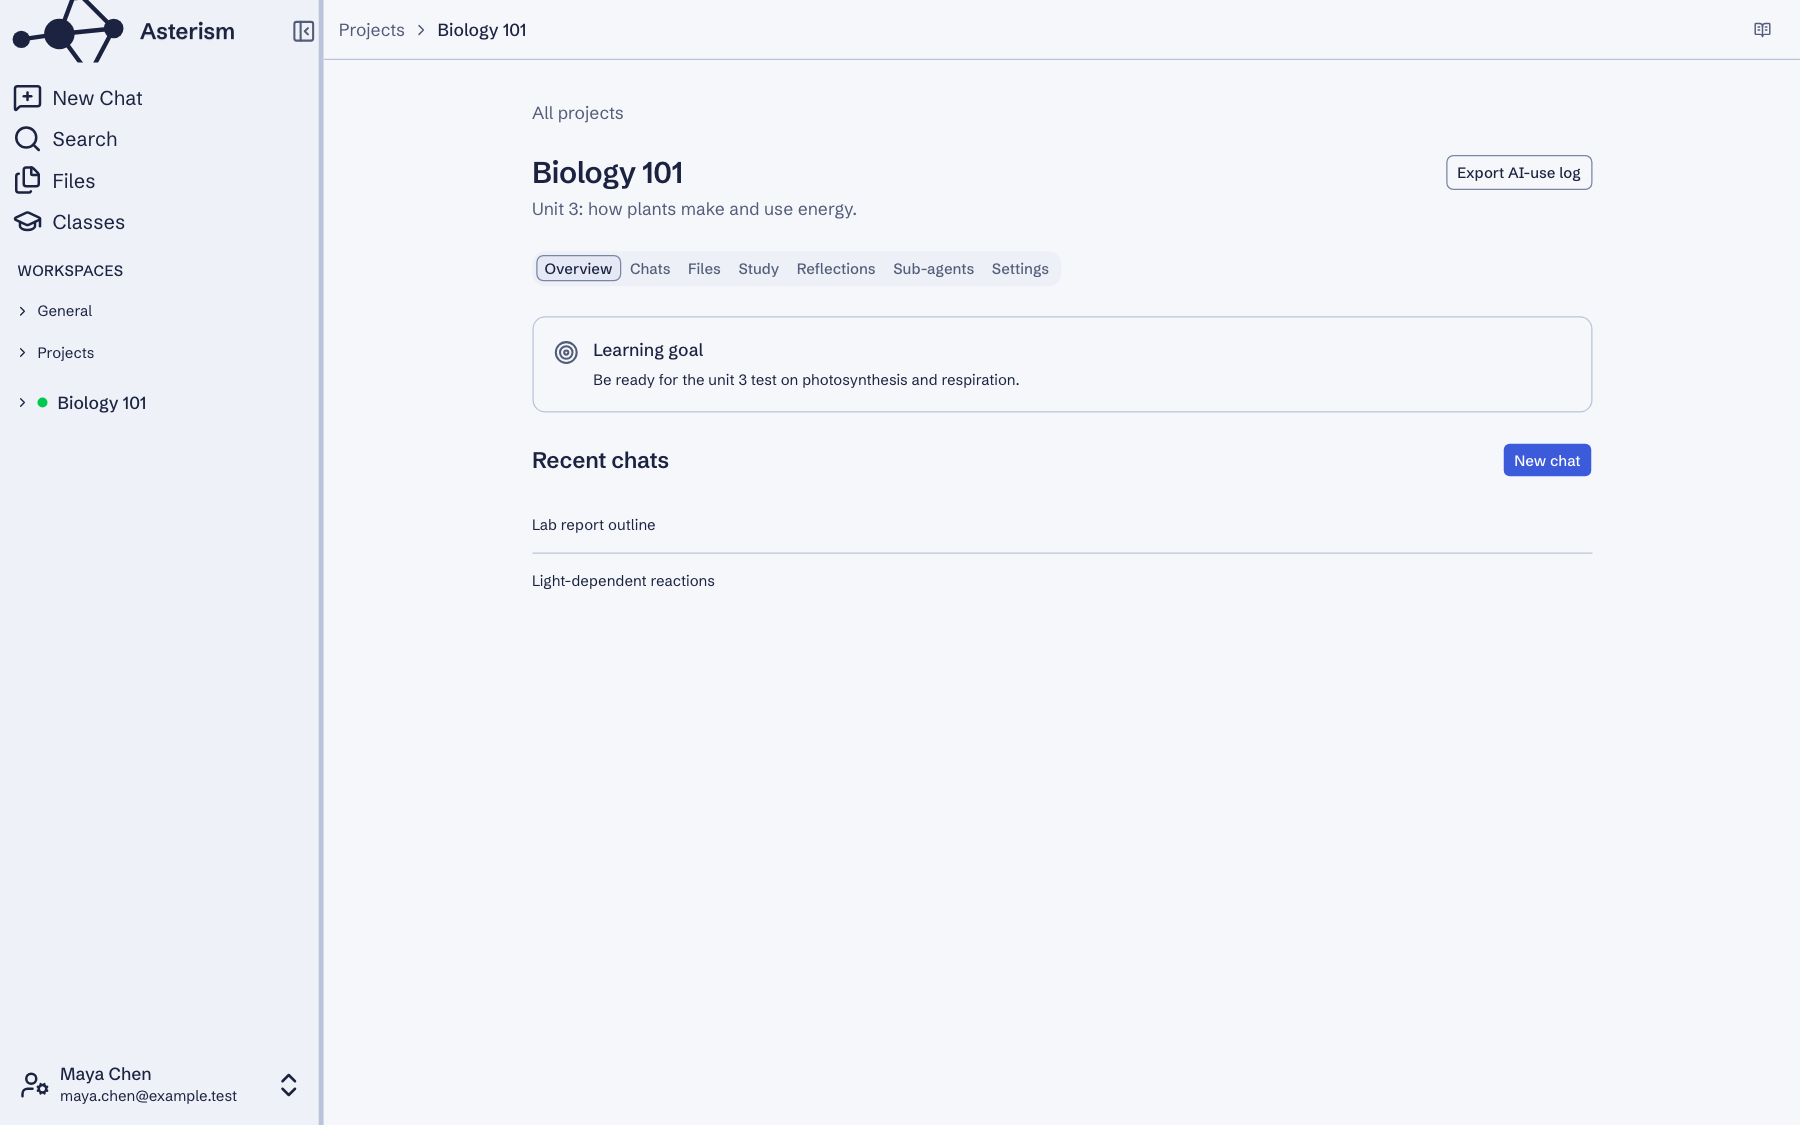 Asterism
New Chat
Search
Files
Classes
WORKSPACES
General
Projects
Biology 101
Maya Chen
maya.chen@example.test
Projects > Biology 101
All projects
Biology 101
Export AI-use log
Unit 3: how plants make and use energy.
Overview Chats Files Study Reflections Sub-agents Settings
Learning goal
Be ready for the unit 3 test on photosynthesis and respiration.
Recent chats
New chat
Lab report outline
Light-dependent reactions